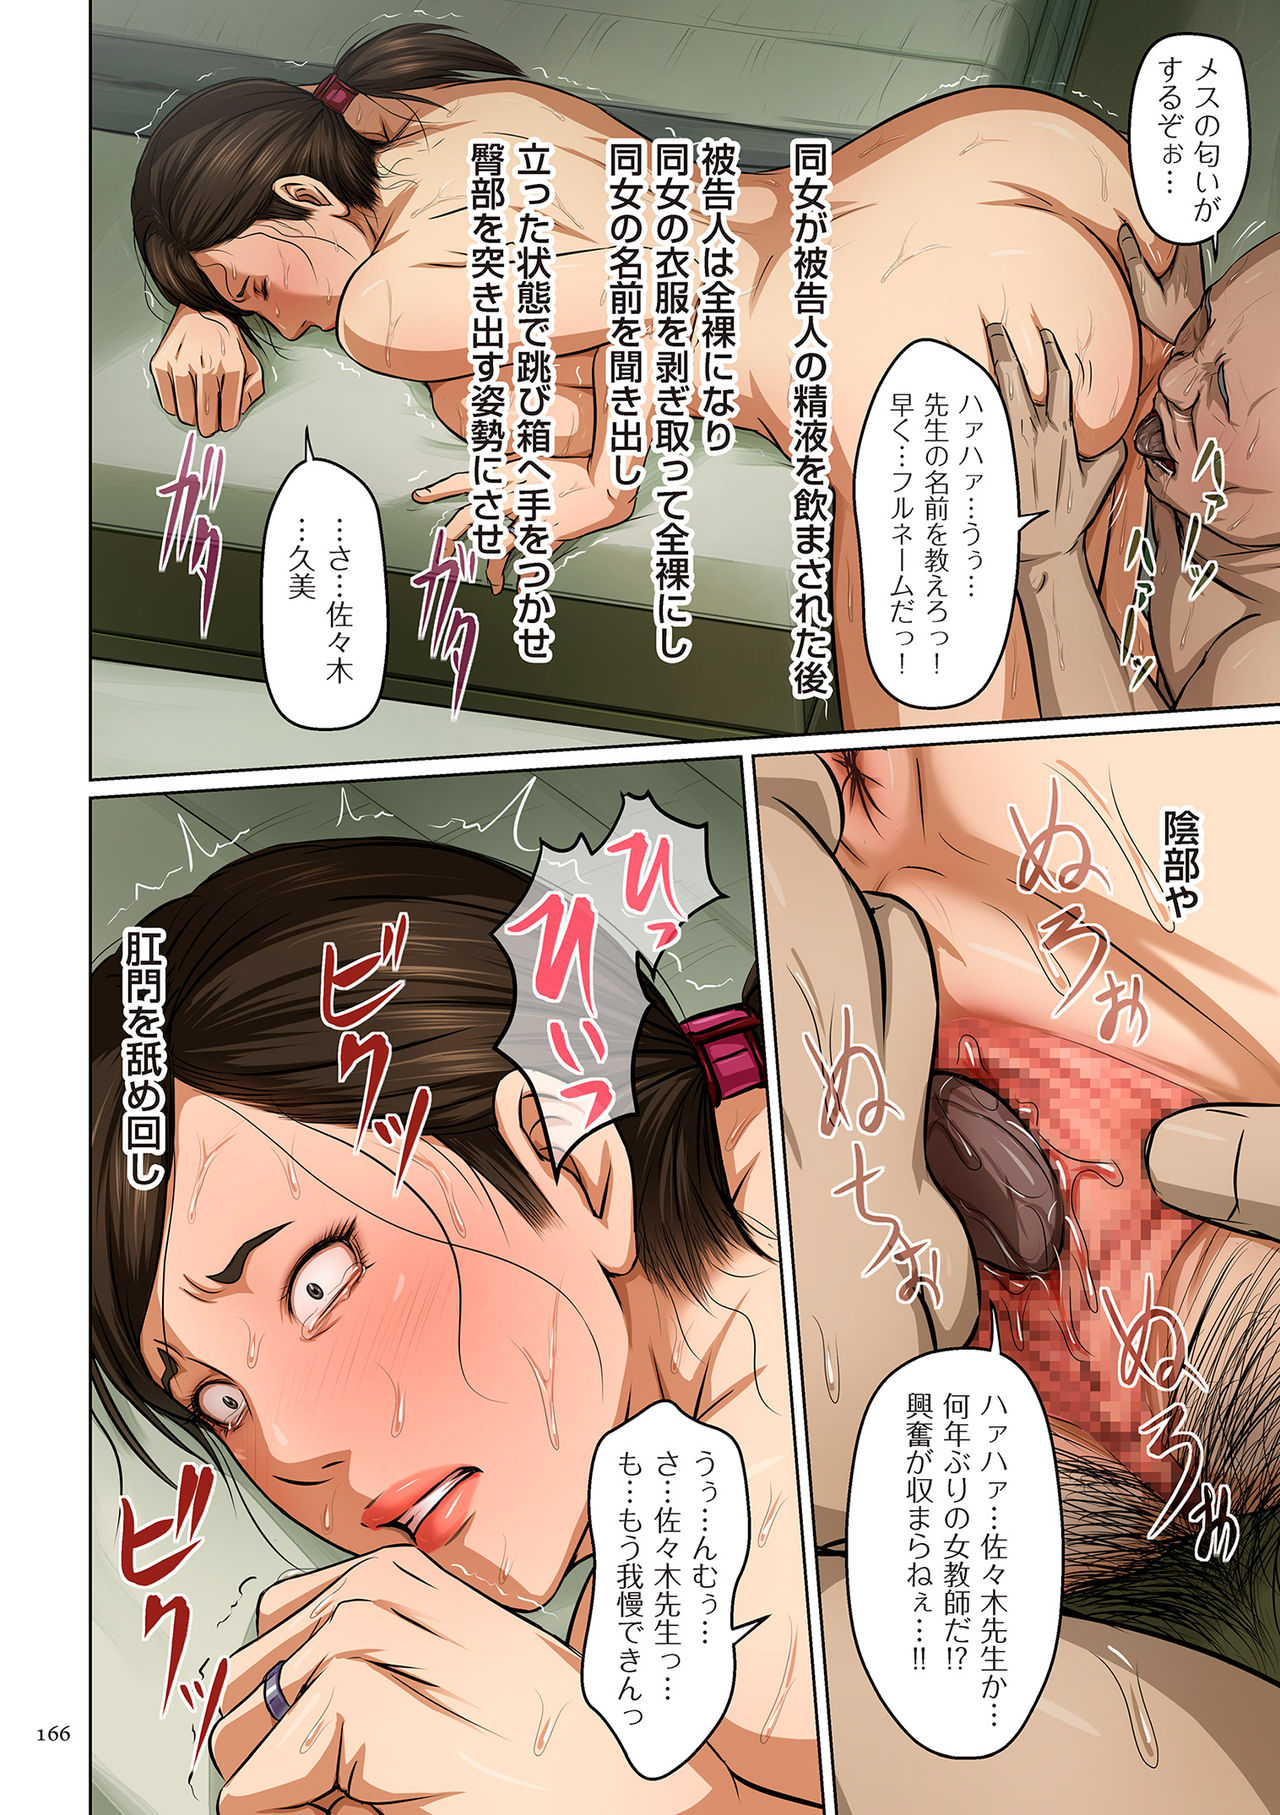 メスの匂いが
するぞぉ…
同女が被告人の精液を飲まされた後
ハァハァ…うぅ…
先生の名前を教えろっ！
早く…フルネームだっ！
被告人は全裸になり
同女の衣服を剥ぎ取って全裸にし
同女の名前を聞き出し
立った状態で跳び箱へ手をつかせ
臀部を突き出す姿勢にさせ
…さ…佐々木
…久美
ハァ
ハァ
ガタ
ガタ
陰部や
ぬろぉ
ぬちぉ
ぬろぉ
ハァハァ…佐々木先生か…
何年ぶりの女教師だ!?
興奮が収まらねぇ…!!
ひっ
ひいっ
ビクッ
肛門を舐め回し
うぅ…んむぅ…
さ…佐々木先生っ…
も…もう我慢できんっ
ビクッ
166